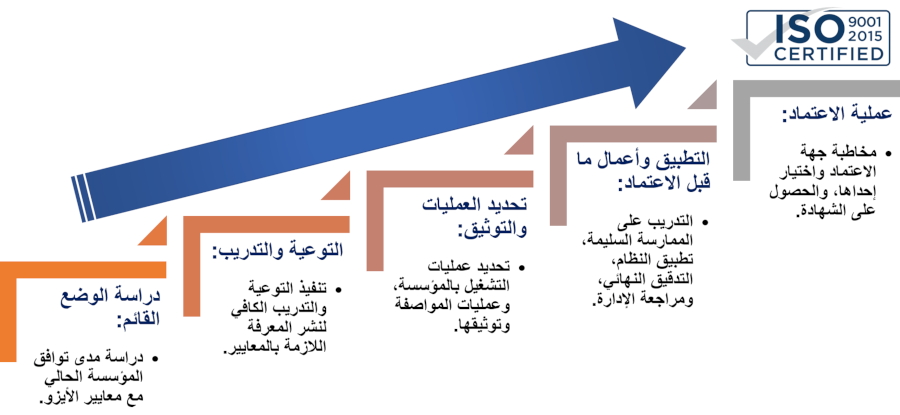 ISO 9001
2015
CERTIFIED
دراسة الوضع
القائم:
• دراسة مدى توافق
المؤسسة الحالي
مع معايير الأيزو.
التوعية والتدريب:
• تنفيذ التوعية
والتدريب الكافي
لنشر المعرفة
اللازمة بالمعايير.
تحديد العمليات
والتوثيق:
• تحديد عمليات
التشغيل بالمؤسسة،
وعمليات المواصفة
وتوثيقها.
التطبيق وأعمال ما
قبل الاعتماد:
• التدريب على
الممارسة السليمة،
تطبيق النظام،
التدقيق النهائي،
ومراجعة الإدارة.
عملية الاعتماد:
• مخاطبة جهة
الاعتماد واختيار
إحداها، والحصول
على الشهادة.